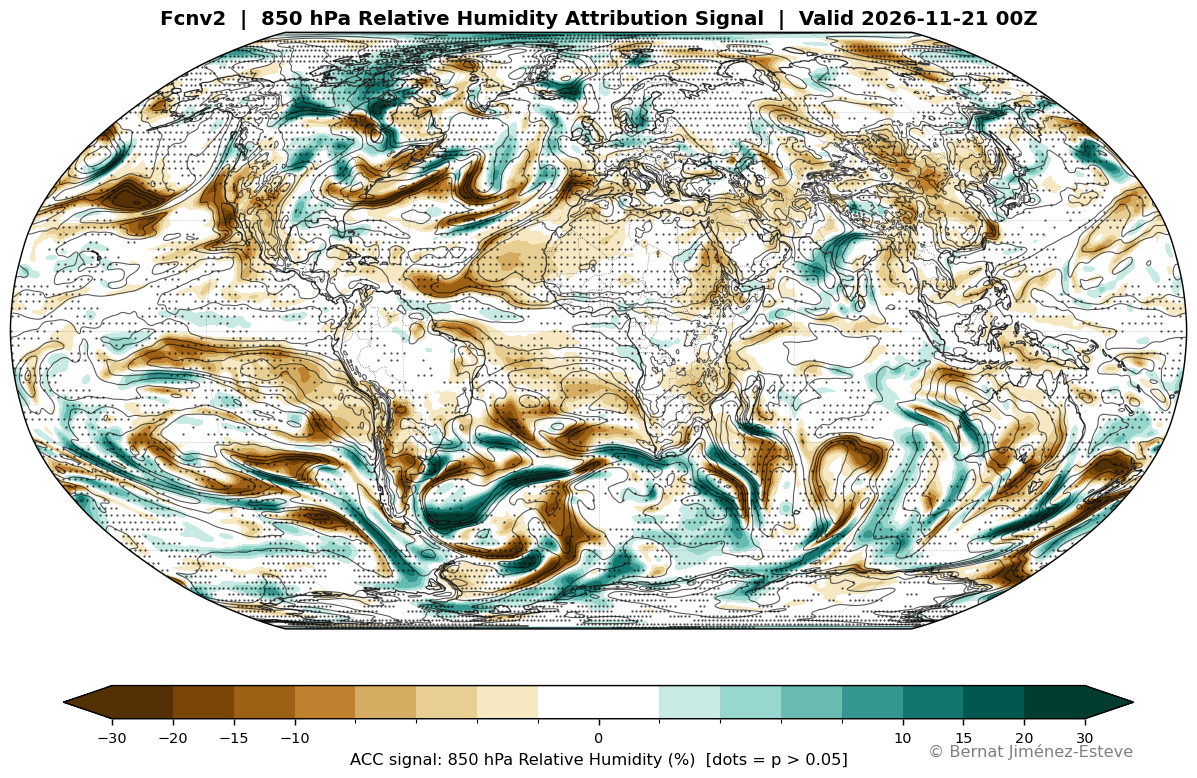 Fcnv2 | 850 hPa Relative Humidity Attribution Signal | Valid 2026-11-21 00Z
−30 −20 −15 −10 0 10 15 20 30
ACC signal: 850 hPa Relative Humidity (%) [dots = p > 0.05]
© Bernat Jiménez-Esteve